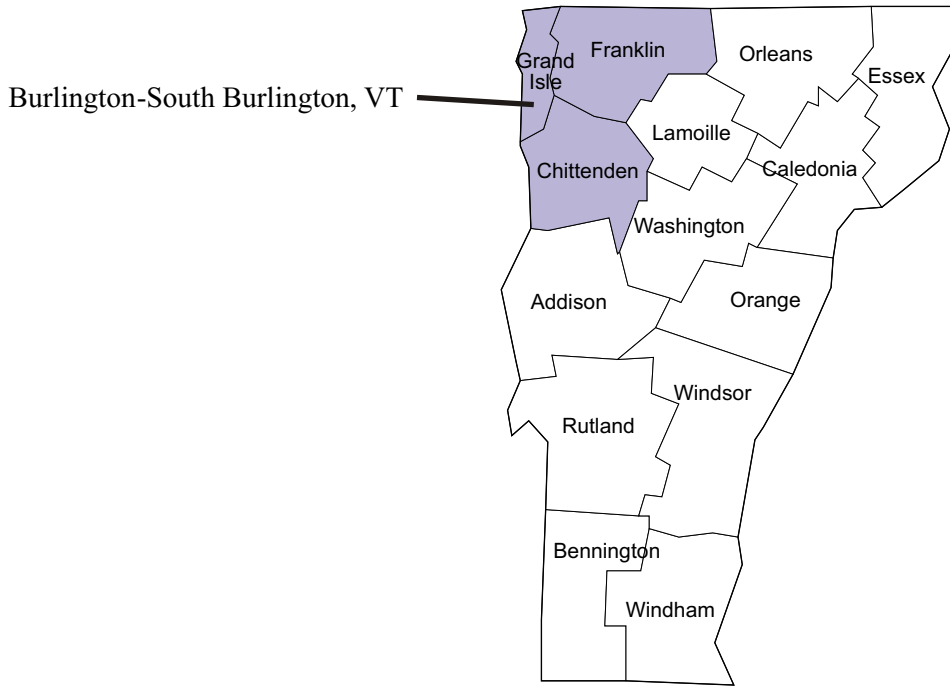 Franklin
Orleans
Grand
Isle
Essex
Burlington-South Burlington, VT
Lamoille
Chittenden
Caledonia
Washington
Addison
Orange
Windsor
Rutland
Bennington
Windham